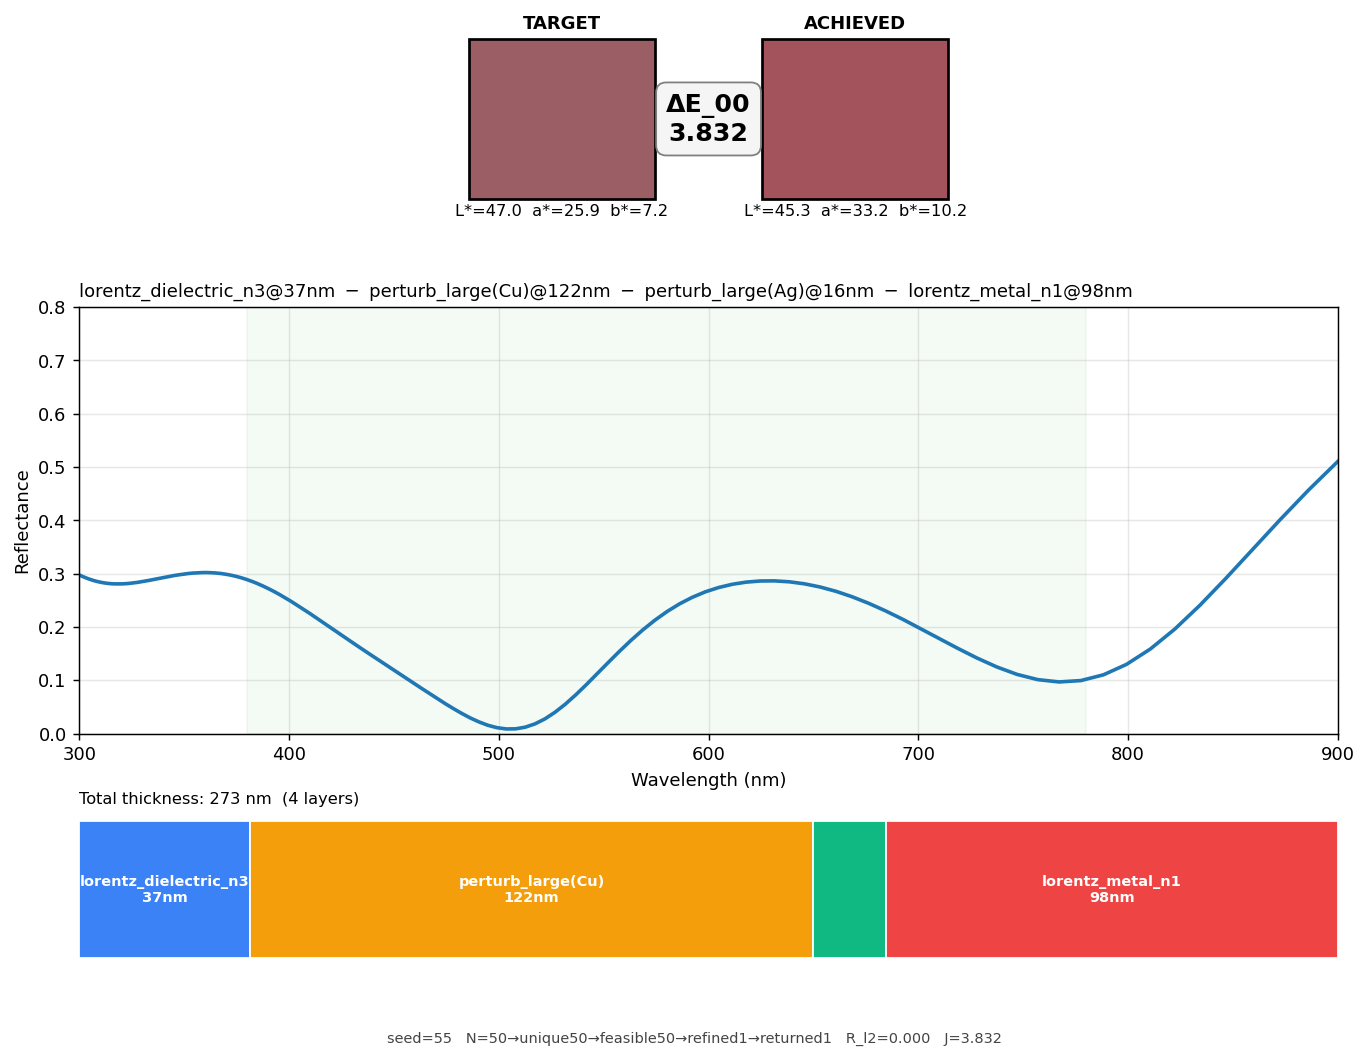 TARGET
ACHIEVED
ΔE_00
3.832
L*=47.0  a*=25.9  b*=7.2
L*=45.3  a*=33.2  b*=10.2
lorentz_dielectric_n3@37nm − perturb_large(Cu)@122nm − perturb_large(Ag)@16nm − lorentz_metal_n1@98nm
0.8
0.7
0.6
0.5
0.4
0.3
0.2
0.1
0.0
Reflectance
300
400
500
600
700
800
900
Wavelength (nm)
Total thickness: 273 nm  (4 layers)
lorentz_dielectric_n3
37nm
perturb_large(Cu)
122nm
lorentz_metal_n1
98nm
seed=55   N=50→unique50→feasible50→refined1→returned1   R_l2=0.000   J=3.832